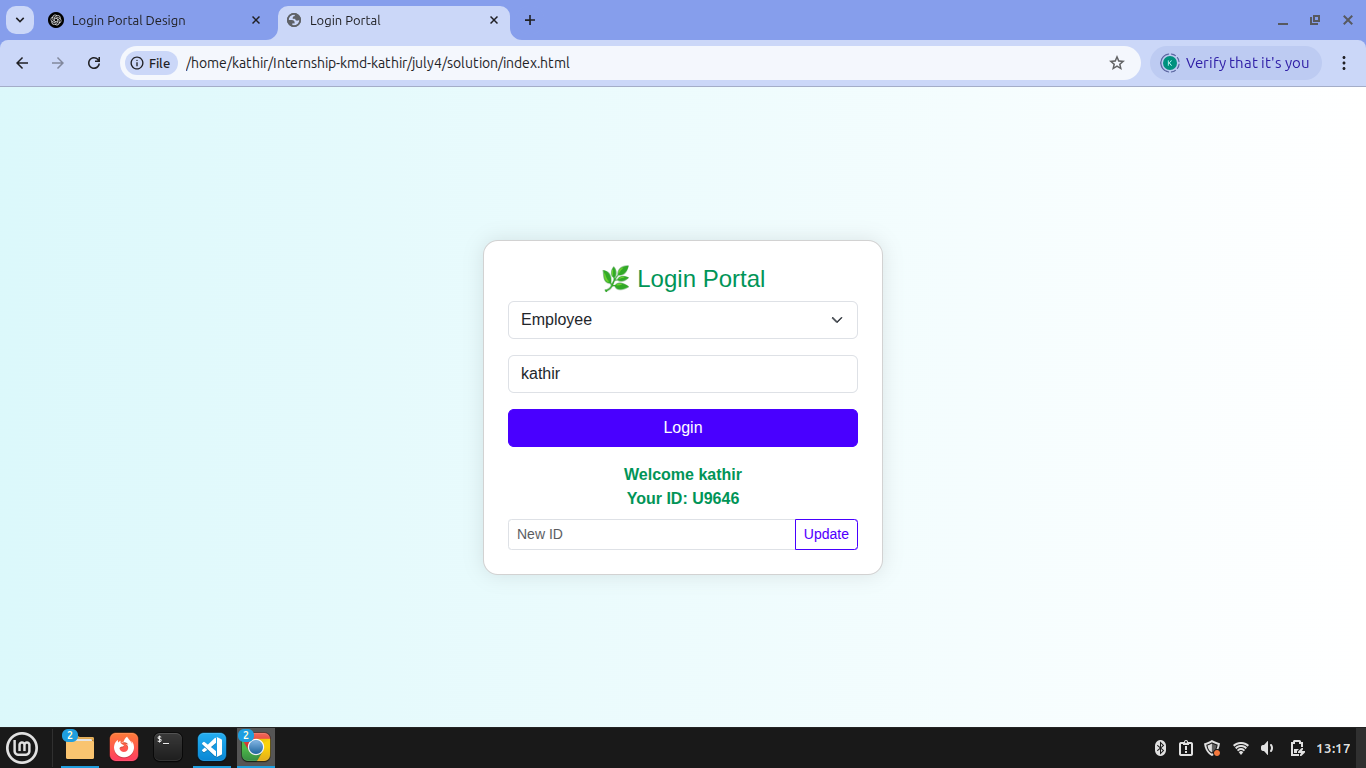 Login Portal Design
Login Portal
File
/home/kathir/Internship-kmd-kathir/july4/solution/index.html
K
Verify that it's you
🌿 Login Portal
Employee
kathir
Login
Welcome kathir
Your ID: U9646
New ID
Update
2
$_
2
13:17